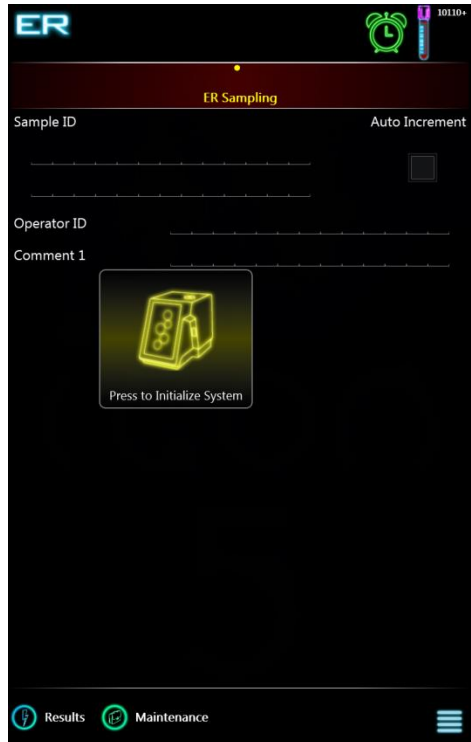 ER
T
10110+
ER Sampling
Sample ID
Auto Increment
Operator ID
Comment 1
Press to Initialize System
Results
Maintenance